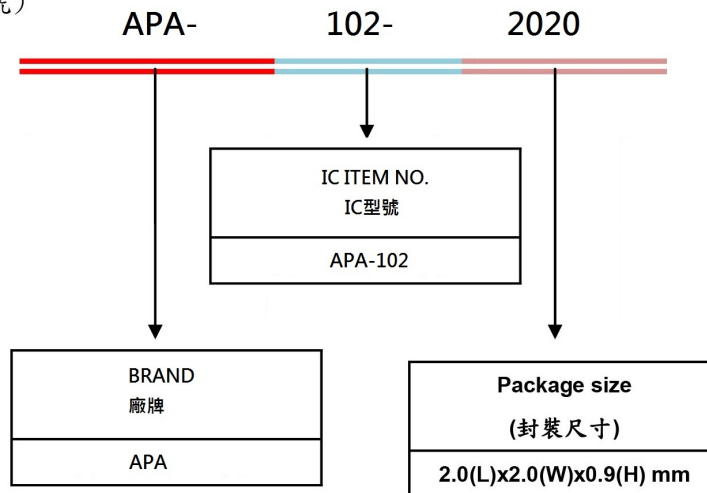 APA- 102- 2020
IC ITEM NO.
IC型號
APA-102
BRAND
廠牌
APA
Package size
(封裝尺寸)
2.0(L)x2.0(W)x0.9(H) mm